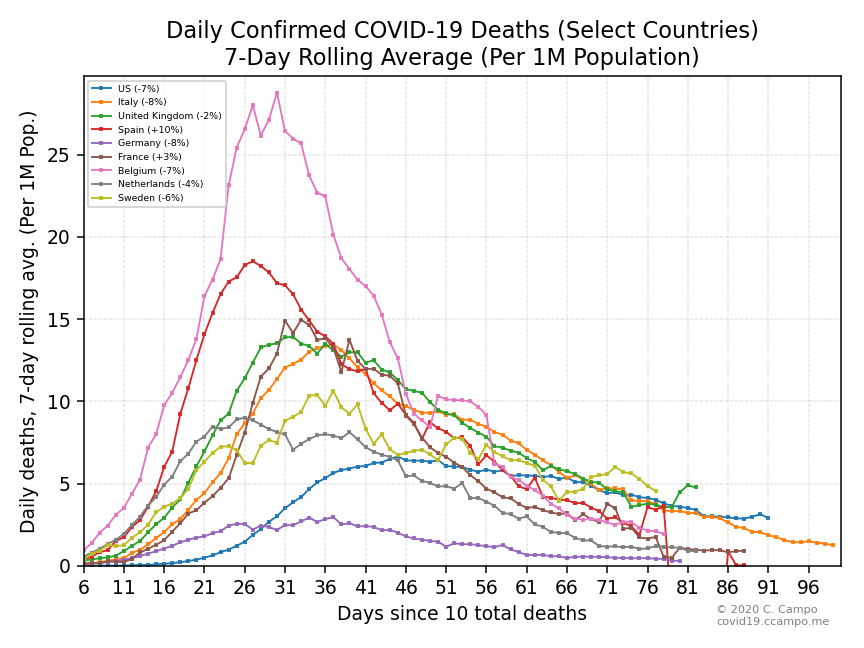 Daily Confirmed COVID-19 Deaths (Select Countries)
7-Day Rolling Average (Per 1M Population)
US (-7%)
Italy (-8%)
United Kingdom (-2%)
Spain (+10%)
Germany (-8%)
France (+3%)
Belgium (-7%)
Netherlands (-4%)
Sweden (-6%)
Daily deaths, 7-day rolling avg. (Per 1M Pop.)
25
20
15
10
5
0
6 11 16 21 26 31 36 41 46 51 56 61 66 71 76 81 86 91 96
Days since 10 total deaths
© 2020 C. Campo
covid19.ccampo.me